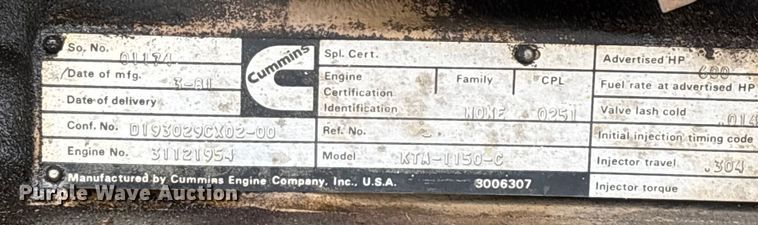 So. No. 01174
Date of mfg. 3-81
Date of delivery
Conf. No. D193029CX02-00
Engine No. 31121954
Cummins
Spl. Cert.
Engine Certification Identification
Family NONE
CPL 0251
Ref. No.
Model KTA-1150-C
Advertised HP 600
Fuel rate at advertised HP
Valve lash cold .014
Initial injection timing code
Injector travel .304
Injector torque
Manufactured by Cummins Engine Company, Inc., U.S.A. 3006307
Purple Wave Auction